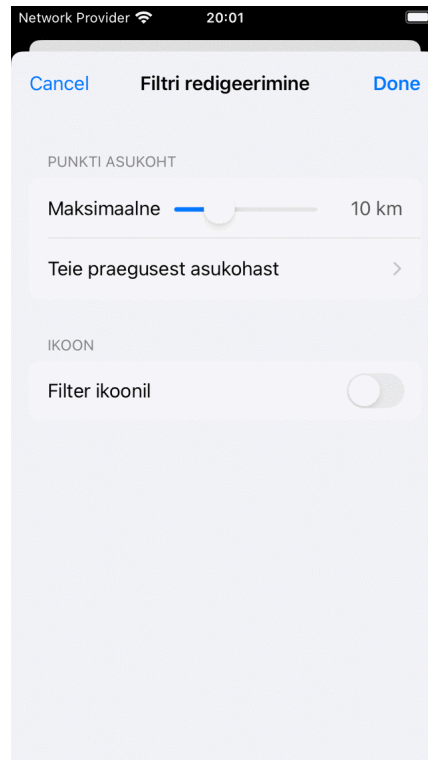 Network Provider 20:01
Cancel Filtri redigeerimine Done
PUNKTI ASUKOHT
Maksimaalne 10 km
Teie praegusest asukohast
IKOON
Filter ikoonil